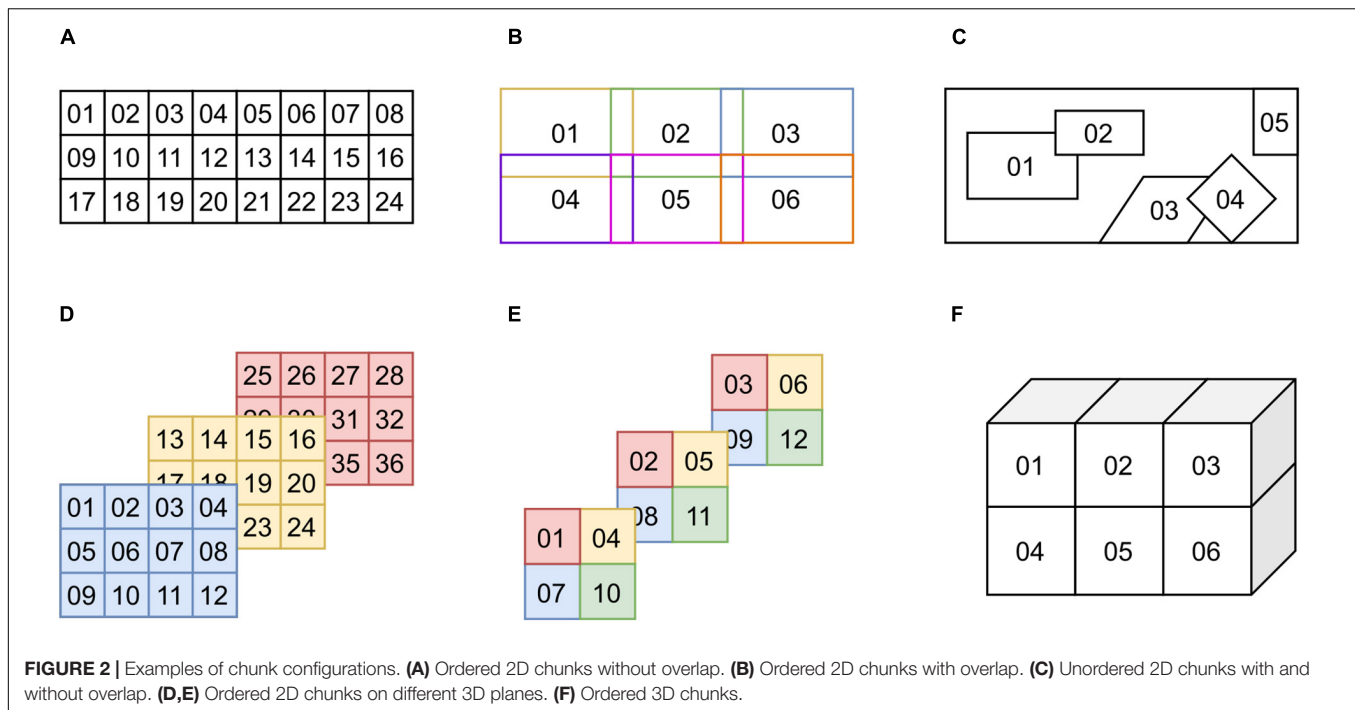 A
B
C
01 02 03 04 05 06 07 08
09 10 11 12 13 14 15 16
17 18 19 20 21 22 23 24
01 02 03
04 05 06
01
02
03
04
05
D
E
F
25 26 27 28
31 32
35 36
13 14 15 16
17 18 19 20
23 24
01 02 03 04
05 06 07 08
09 10 11 12
03 06
09 12
02 05
08 11
01 04
07 10
01 02 03
04 05 06
FIGURE 2 | Examples of chunk configurations. (A) Ordered 2D chunks without overlap. (B) Ordered 2D chunks with overlap. (C) Unordered 2D chunks with and
without overlap. (D,E) Ordered 2D chunks on different 3D planes. (F) Ordered 3D chunks.